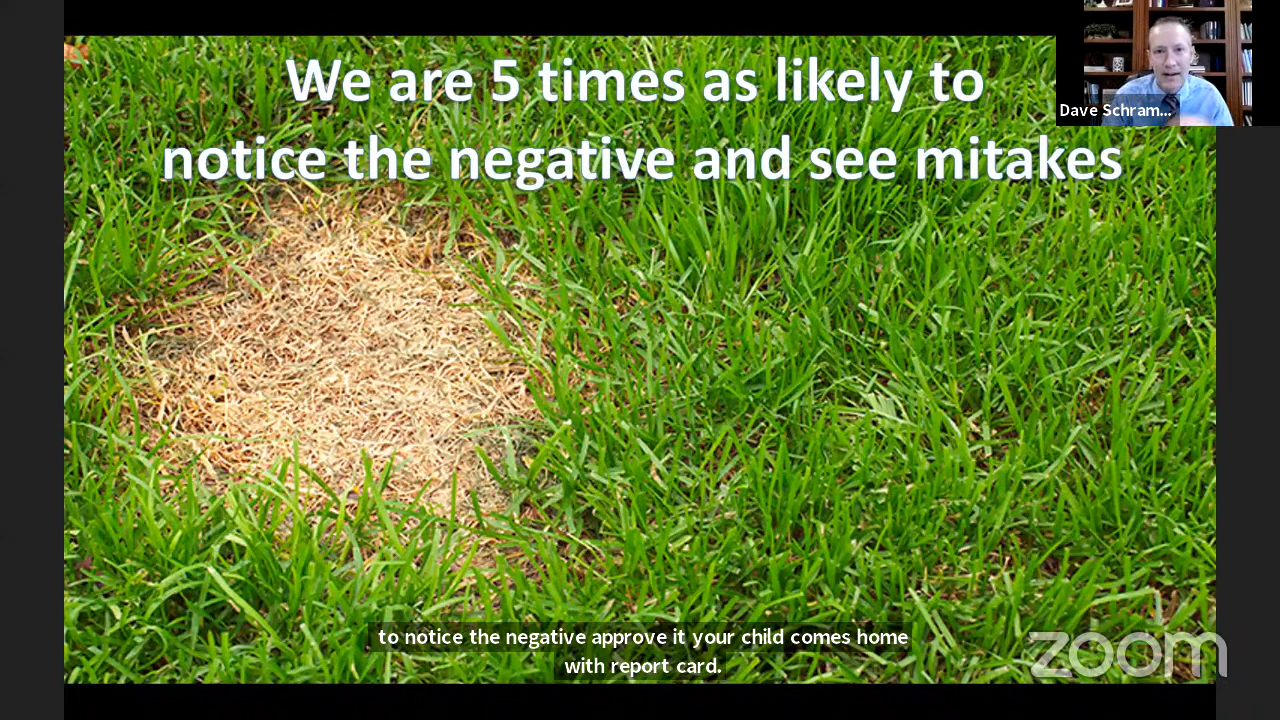 We are 5 times as likely to
notice the negative and see mitakes
Dave Schram...
to notice the negative approve it your child comes home
with report card.
zoom